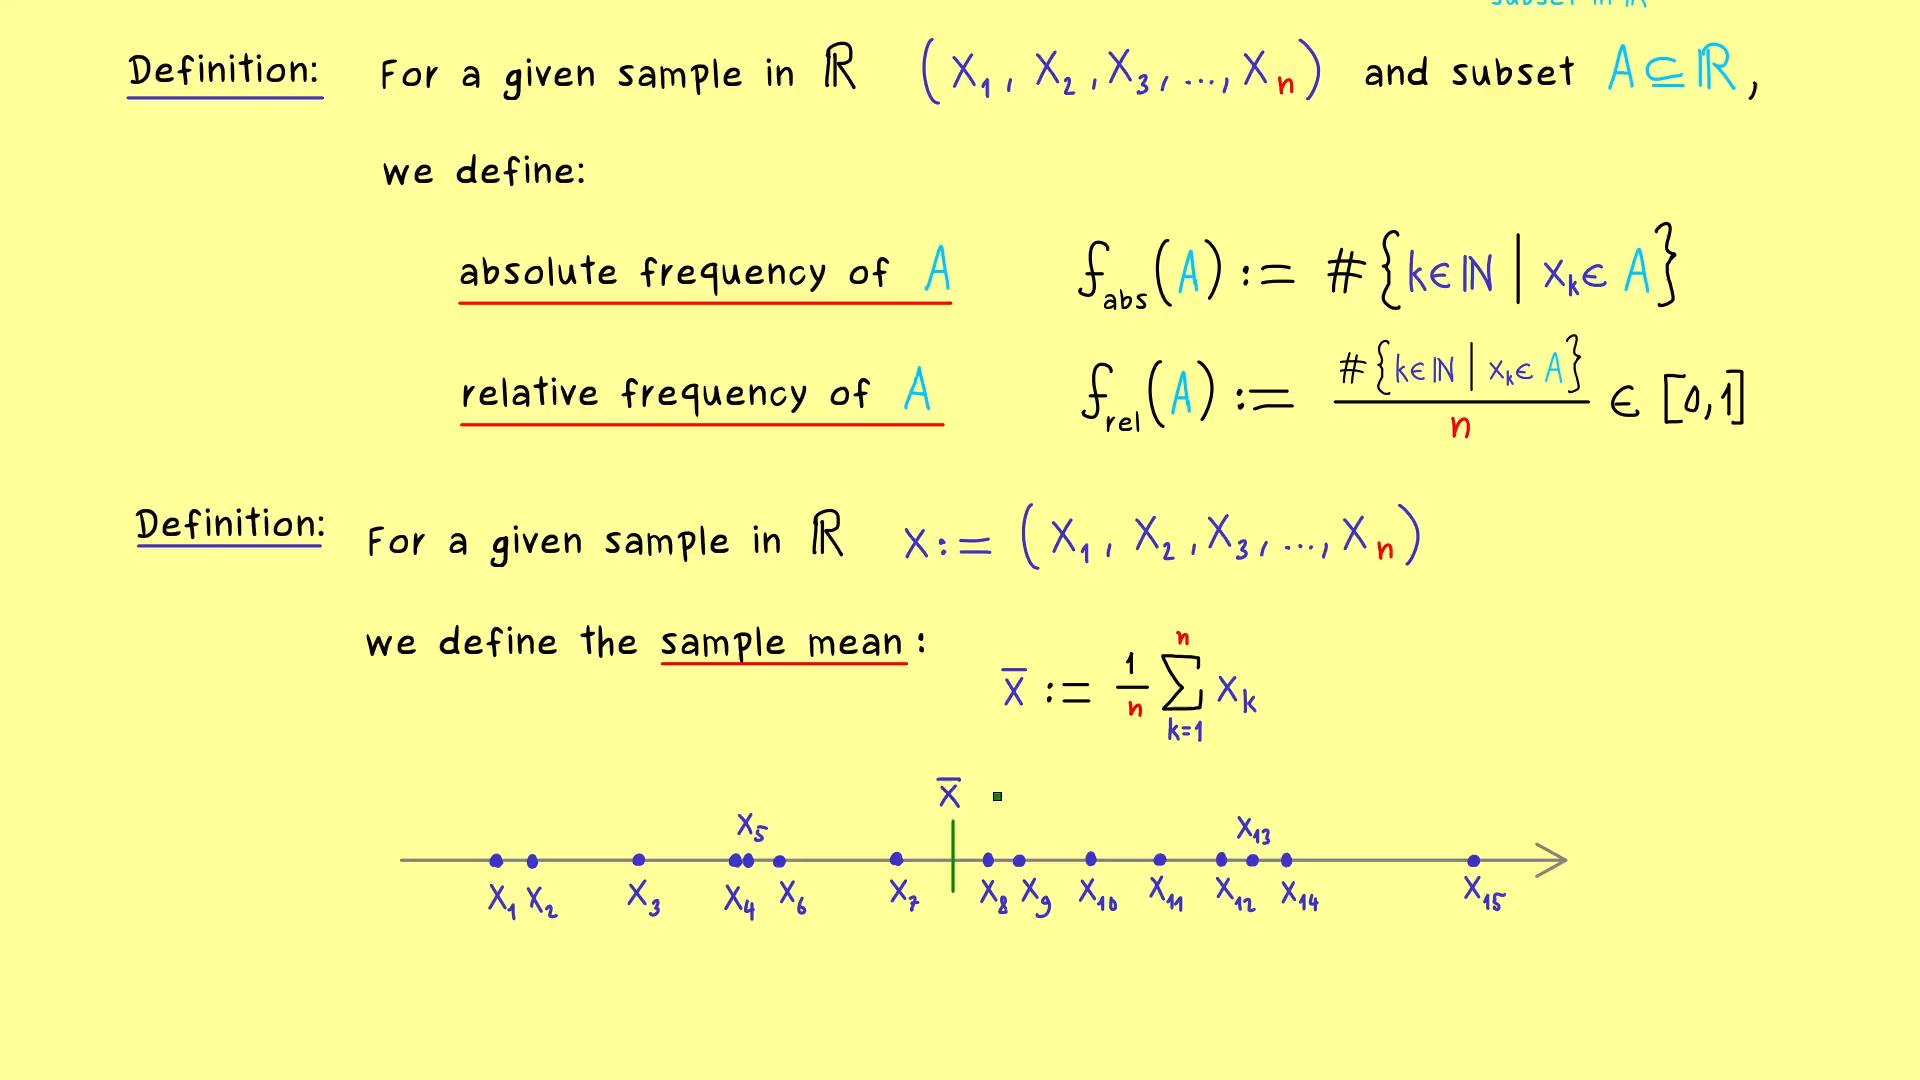 subset in ℝ
Definition: For a given sample in ℝ (x₁, x₂, x₃, ..., xₙ) and subset A ⊆ ℝ,
we define:
absolute frequency of A f_abs(A) := #{k∈ℕ | xₖ∈ A}
relative frequency of A f_rel(A) := #{k∈ℕ | xₖ∈ A} / n ∈ [0,1]
Definition: For a given sample in ℝ x := (x₁, x₂, x₃, ..., xₙ)
we define the sample mean: x̅ := 1/n ∑_{k=1}^{n} xₖ
x̅
x₅ x₁₃
x₁ x₂ x₃ x₄ x₆ x₇ x₈ x₉ x₁₀ x₁₁ x₁₂ x₁₄ x₁₅